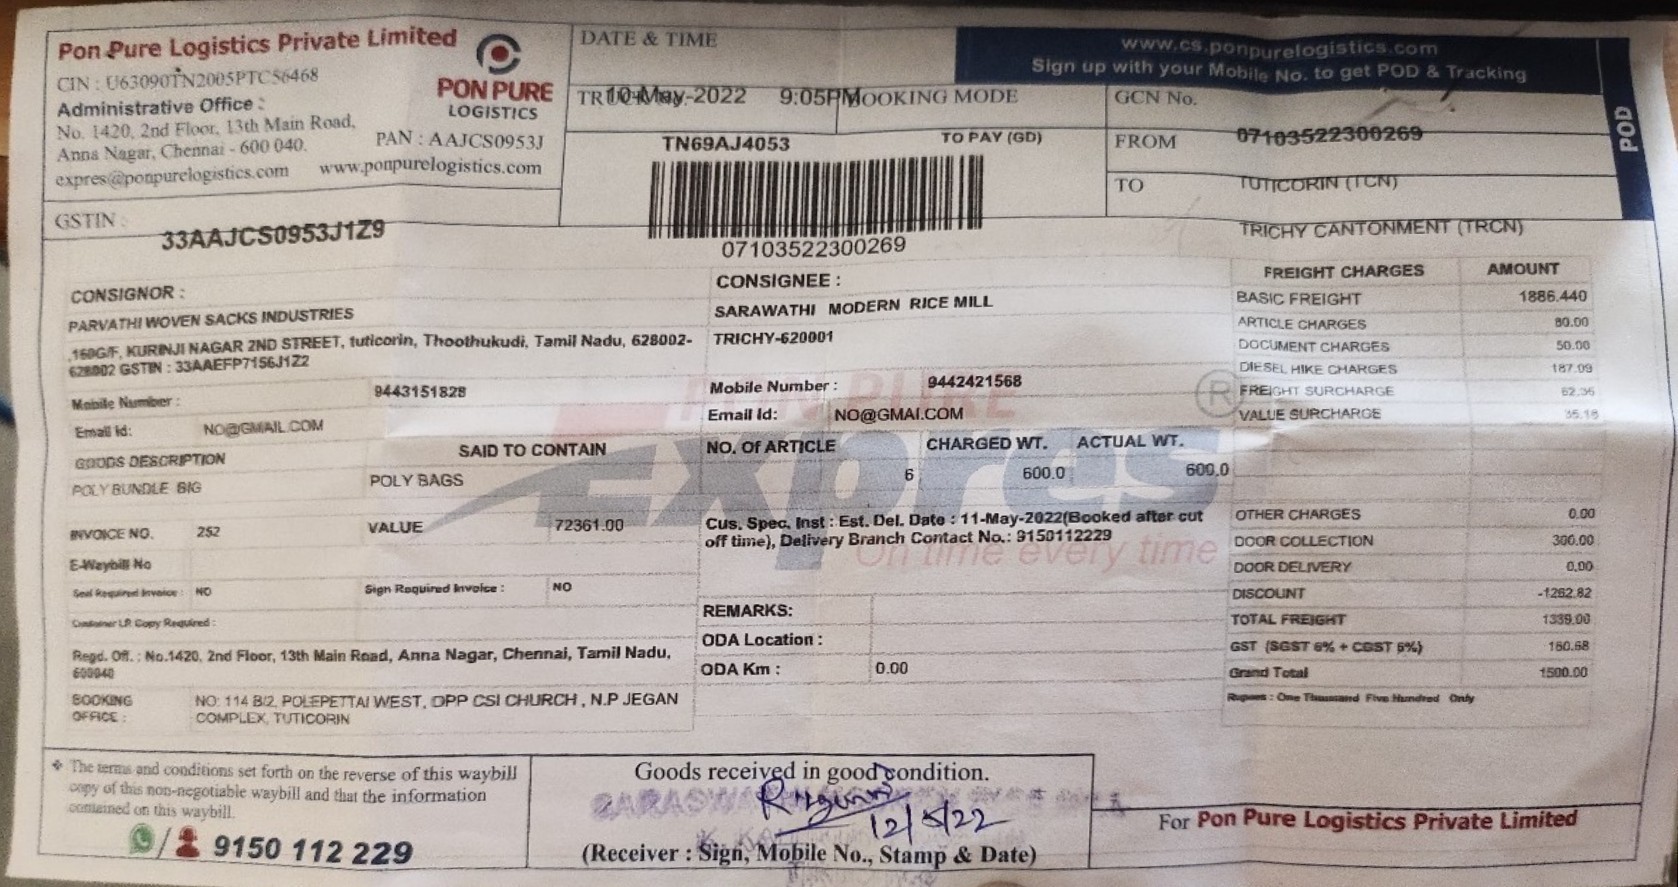 Pon Pure Logistics Private Limited
CIN : U63090TN2005PTC56468
Administrative Office :
No. 1420, 2nd Floor, 13th Main Road,
Anna Nagar, Chennai - 600 040.
PAN : AAJCS0953J
expres@ponpurelogistics.com www.ponpurelogistics.com
PON PURE
LOGISTICS
GSTIN :
33AAJCS0953J1Z9
DATE & TIME
10-May-2022 9:05PM
BOOKING MODE
TN69AJ4053
TO PAY (GD)
07103522300269
www.cs.ponpurelogistics.com
Sign up with your Mobile No. to get POD & Tracking
POD
GCN No.
07103522300269
FROM
TUTICORIN (TCN)
TO
TRICHY CANTONMENT (TRCN)
CONSIGNOR :
PARVATHI WOVEN SACKS INDUSTRIES
,160G/F, KURINJI NAGAR 2ND STREET, tuticorin, Thoothukudi, Tamil Nadu, 628002-
628002 GSTIN : 33AAEFP7156J1Z2
Mobile Number : 9443151828
Email Id: NO@GMAIL.COM
GOODS DESCRIPTION SAID TO CONTAIN
POLY BUNDLE BIG POLY BAGS
INVOICE NO. 252 VALUE 72361.00
E-Waybill No
Seal Required Invoice : NO Sign Required Invoice : NO
Customer LR Copy Required :
Regd. Off. : No.1420, 2nd Floor, 13th Main Road, Anna Nagar, Chennai, Tamil Nadu,
600040
BOOKING OFFICE : NO: 114 B/2, POLEPETTAI WEST, OPP CSI CHURCH , N.P JEGAN
COMPLEX, TUTICORIN
CONSIGNEE :
SARAWATHI MODERN RICE MILL
TRICHY-620001
Mobile Number : 9442421568
Email Id: NO@GMAI.COM
NO. Of ARTICLE CHARGED WT. ACTUAL WT.
6 600.0 600.0
Cus. Spec. Inst : Est. Del. Date : 11-May-2022(Booked after cut
off time), Delivery Branch Contact No.: 9150112229
REMARKS:
ODA Location :
ODA Km : 0.00
PON PURE
Expres
On time every time
FREIGHT CHARGES AMOUNT
BASIC FREIGHT 1886.440
ARTICLE CHARGES 80.00
DOCUMENT CHARGES 50.00
DIESEL HIKE CHARGES 187.09
FREIGHT SURCHARGE 62.36
VALUE SURCHARGE 35.18
OTHER CHARGES 0.00
DOOR COLLECTION 300.00
DOOR DELIVERY 0.00
DISCOUNT -1262.82
TOTAL FREIGHT 1339.00
GST (SGST 6% + CGST 6%) 160.68
Grand Total 1500.00
Rupees : One Thousand Five Hundred Only
❖ The terms and conditions set forth on the reverse of this waybill
copy of this non-negotiable waybill and that the information
contained on this waybill.
9150 112 229
Goods received in good condition.
12/5/22
(Receiver : Sign, Mobile No., Stamp & Date)
For Pon Pure Logistics Private Limited